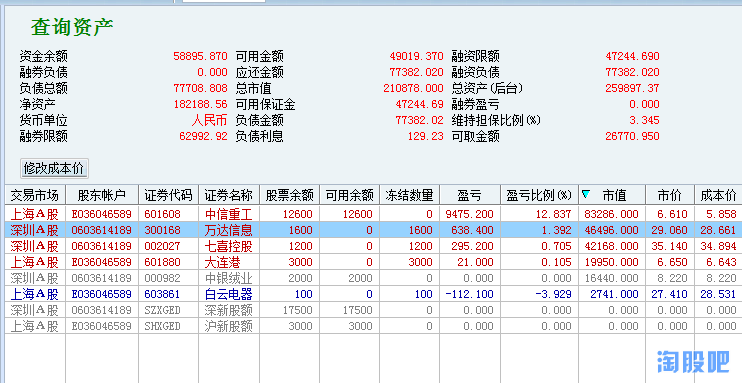 查询资产
资金余额 58895.870 可用金额 49019.370 融资限额 47244.690
融券负债 0.000 应还金额 77382.020 融资负债 77382.020
负债总额 77708.808 总市值 210878.000 总资产(后台) 259897.37
净资产 182188.56 可用保证金 47244.69 融券盈亏 0.000
货币单位 人民币 负债金额 77382.02 维持担保比例(%) 3.345
融券限额 62992.92 负债利息 129.23 可取金额 26770.950
修改成本价
交易市场 股东帐户 证券代码 证券名称 股票余额 可用余额 冻结数量 盈亏 盈亏比例(%) 市值 市价 成本价
上海A股 E036046589 601608 中信重工 12600 12600 0 9475.200 12.837 83286.000 6.610 5.858
深圳A股 0603614189 300168 万达信息 1600 0 1600 638.400 1.392 46496.000 29.060 28.661
深圳A股 0603614189 002027 七喜控股 1200 0 1200 295.200 0.705 42168.000 35.140 34.894
上海A股 E036046589 601880 大连港 3000 0 3000 21.000 0.105 19950.000 6.650 6.643
深圳A股 0603614189 000982 中银绒业 2000 2000 0 0.000 0.000 16440.000 8.220 8.220
上海A股 E036046589 603861 白云电器 100 0 100 -112.100 -3.929 2741.000 27.410 28.531
深圳A股 0603614189 SZXGED 深新股额 17500 17500 0 0.000 0.000 0.000 0.000 0.000
上海A股 E036046589 SHXGED 沪新股额 3000 3000 0 0.000 0.000 0.000 0.000 0.000
淘股吧